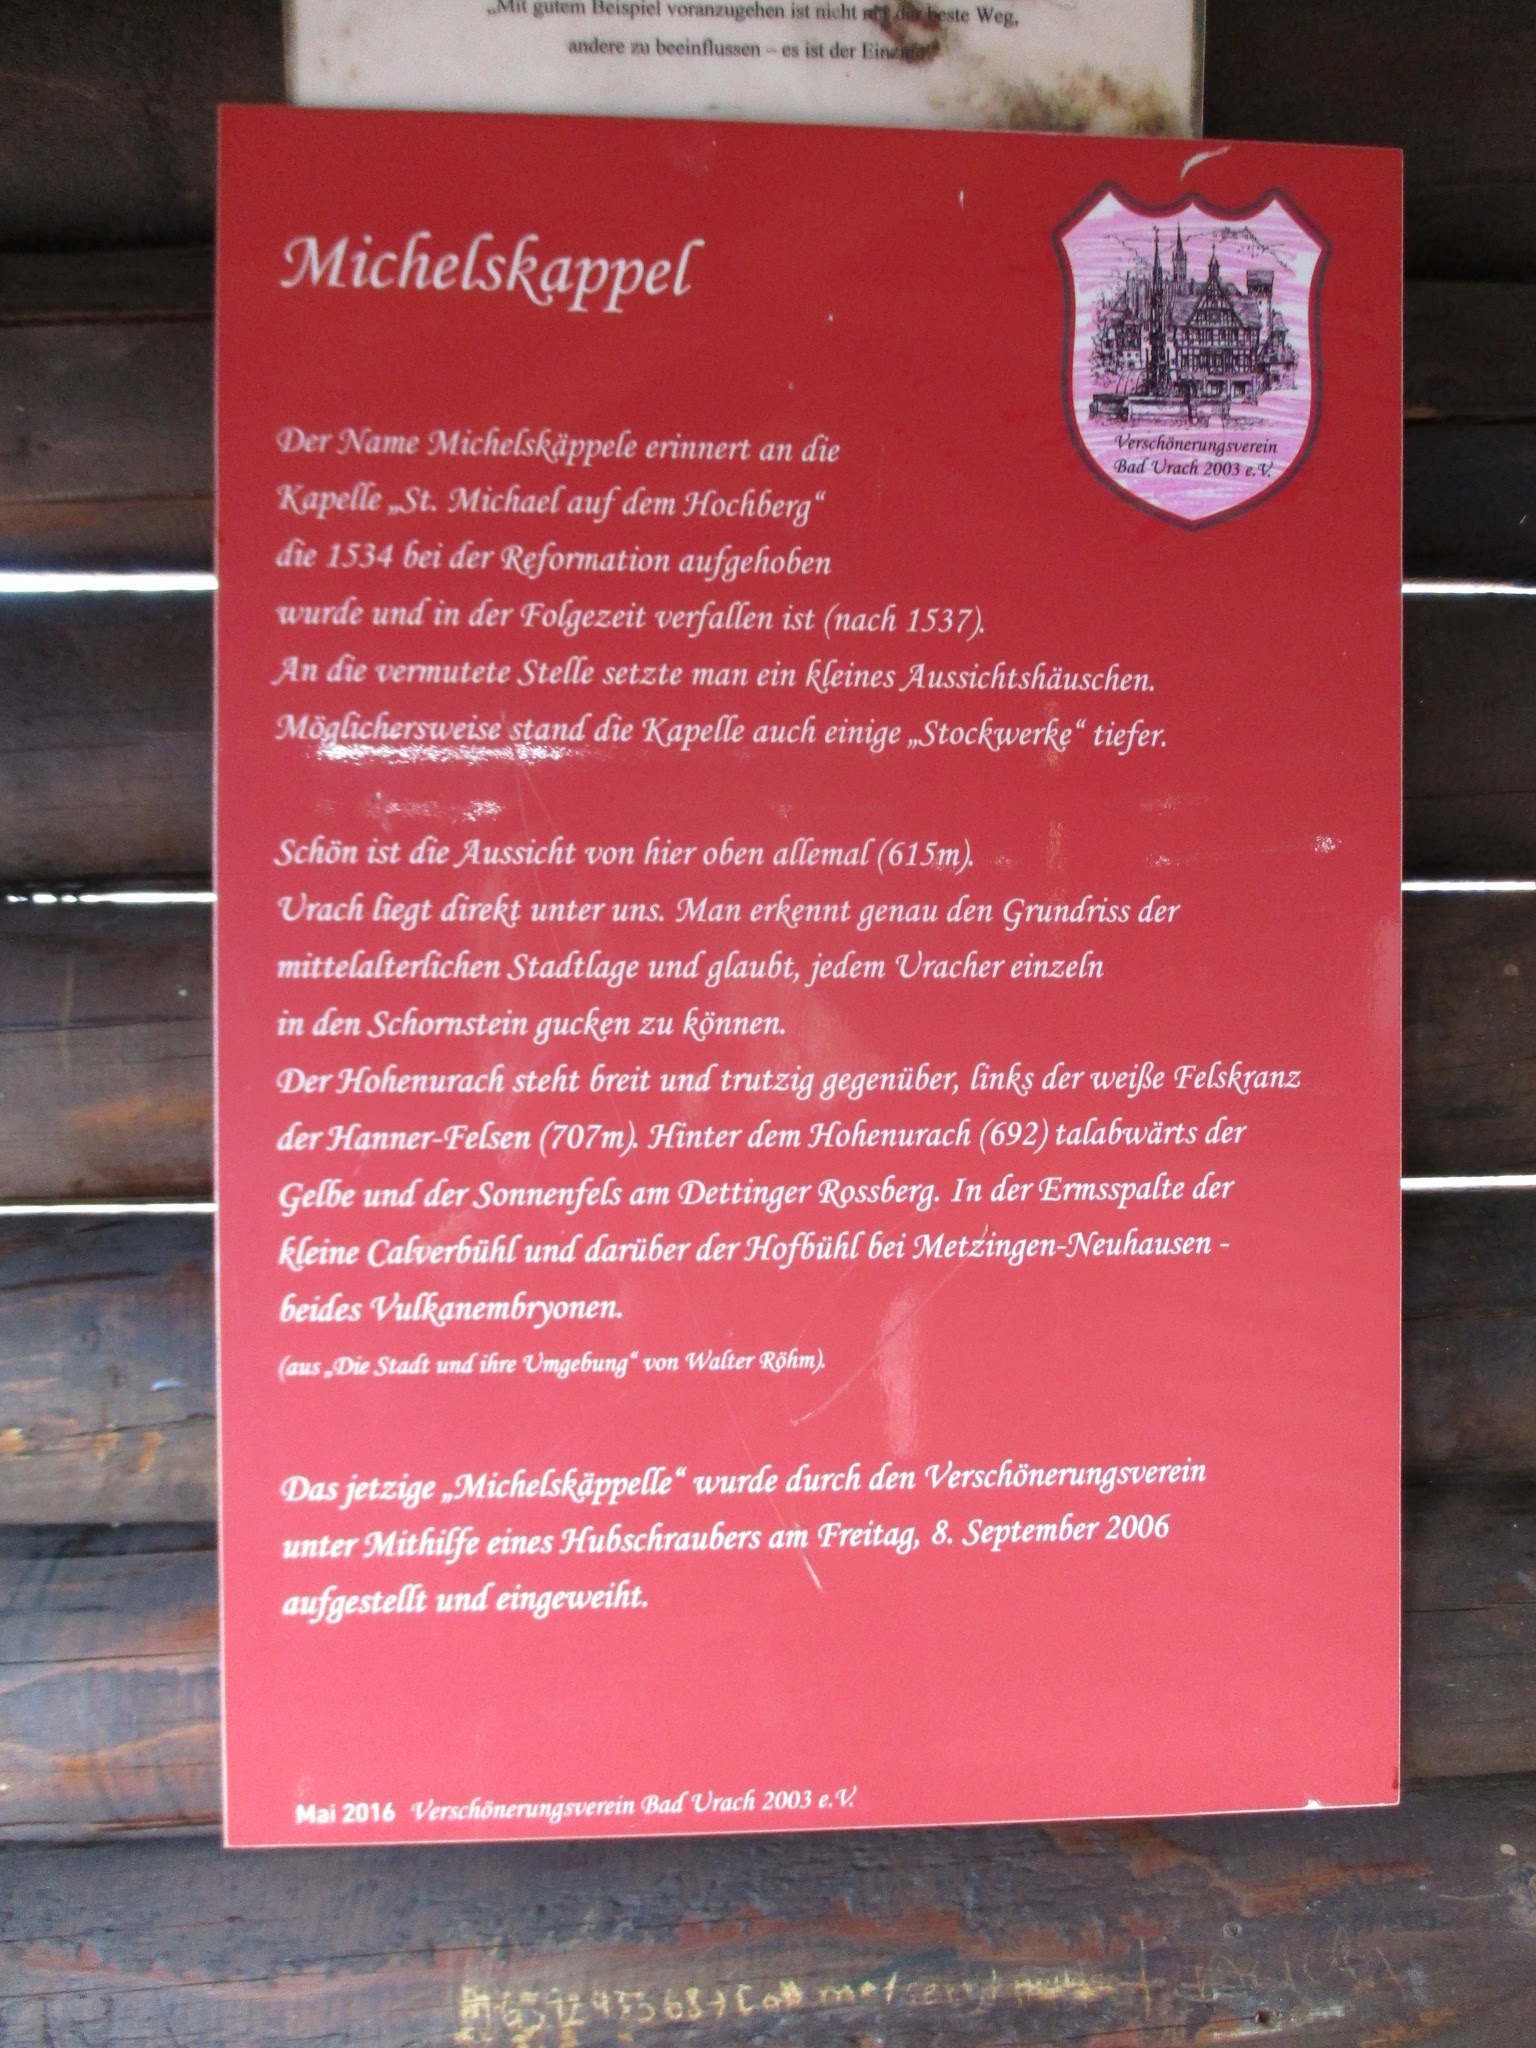 „Mit gutem Beispiel voranzugehen ist nicht nur der beste Weg,
andere zu beeinflussen – es ist der
Michelskappel
Verschönerungsverein
Bad Urach 2003 e.V.
Der Name Michelskäppele erinnert an die
Kapelle „St. Michael auf dem Hochberg“
die 1534 bei der Reformation aufgehoben
wurde und in der Folgezeit verfallen ist (nach 1537).
An die vermutete Stelle setzte man ein kleines Aussichtshäuschen.
Möglichersweise stand die Kapelle auch einige „Stockwerke“ tiefer.
Schön ist die Aussicht von hier oben allemal (615m).
Urach liegt direkt unter uns. Man erkennt genau den Grundriss der
mittelalterlichen Stadtlage und glaubt, jedem Uracher einzeln
in den Schornstein gucken zu können.
Der Hohenurach steht breit und trutzig gegenüber, links der weiße Felskranz
der Hanner-Felsen (707m). Hinter dem Hohenurach (692) talabwärts der
Gelbe und der Sonnenfels am Dettinger Rossberg. In der Ermsspalte der
kleine Calverbühl und darüber der Hofbühl bei Metzingen-Neuhausen -
beides Vulkanembryonen.
(aus „Die Stadt und ihre Umgebung“ von Walter Röhm).
Das jetzige „Michelskäppelle“ wurde durch den Verschönerungsverein
unter Mithilfe eines Hubschraubers am Freitag, 8. September 2006
aufgestellt und eingeweiht.
Mai 2016 Verschönerungsverein Bad Urach 2003 e.V.